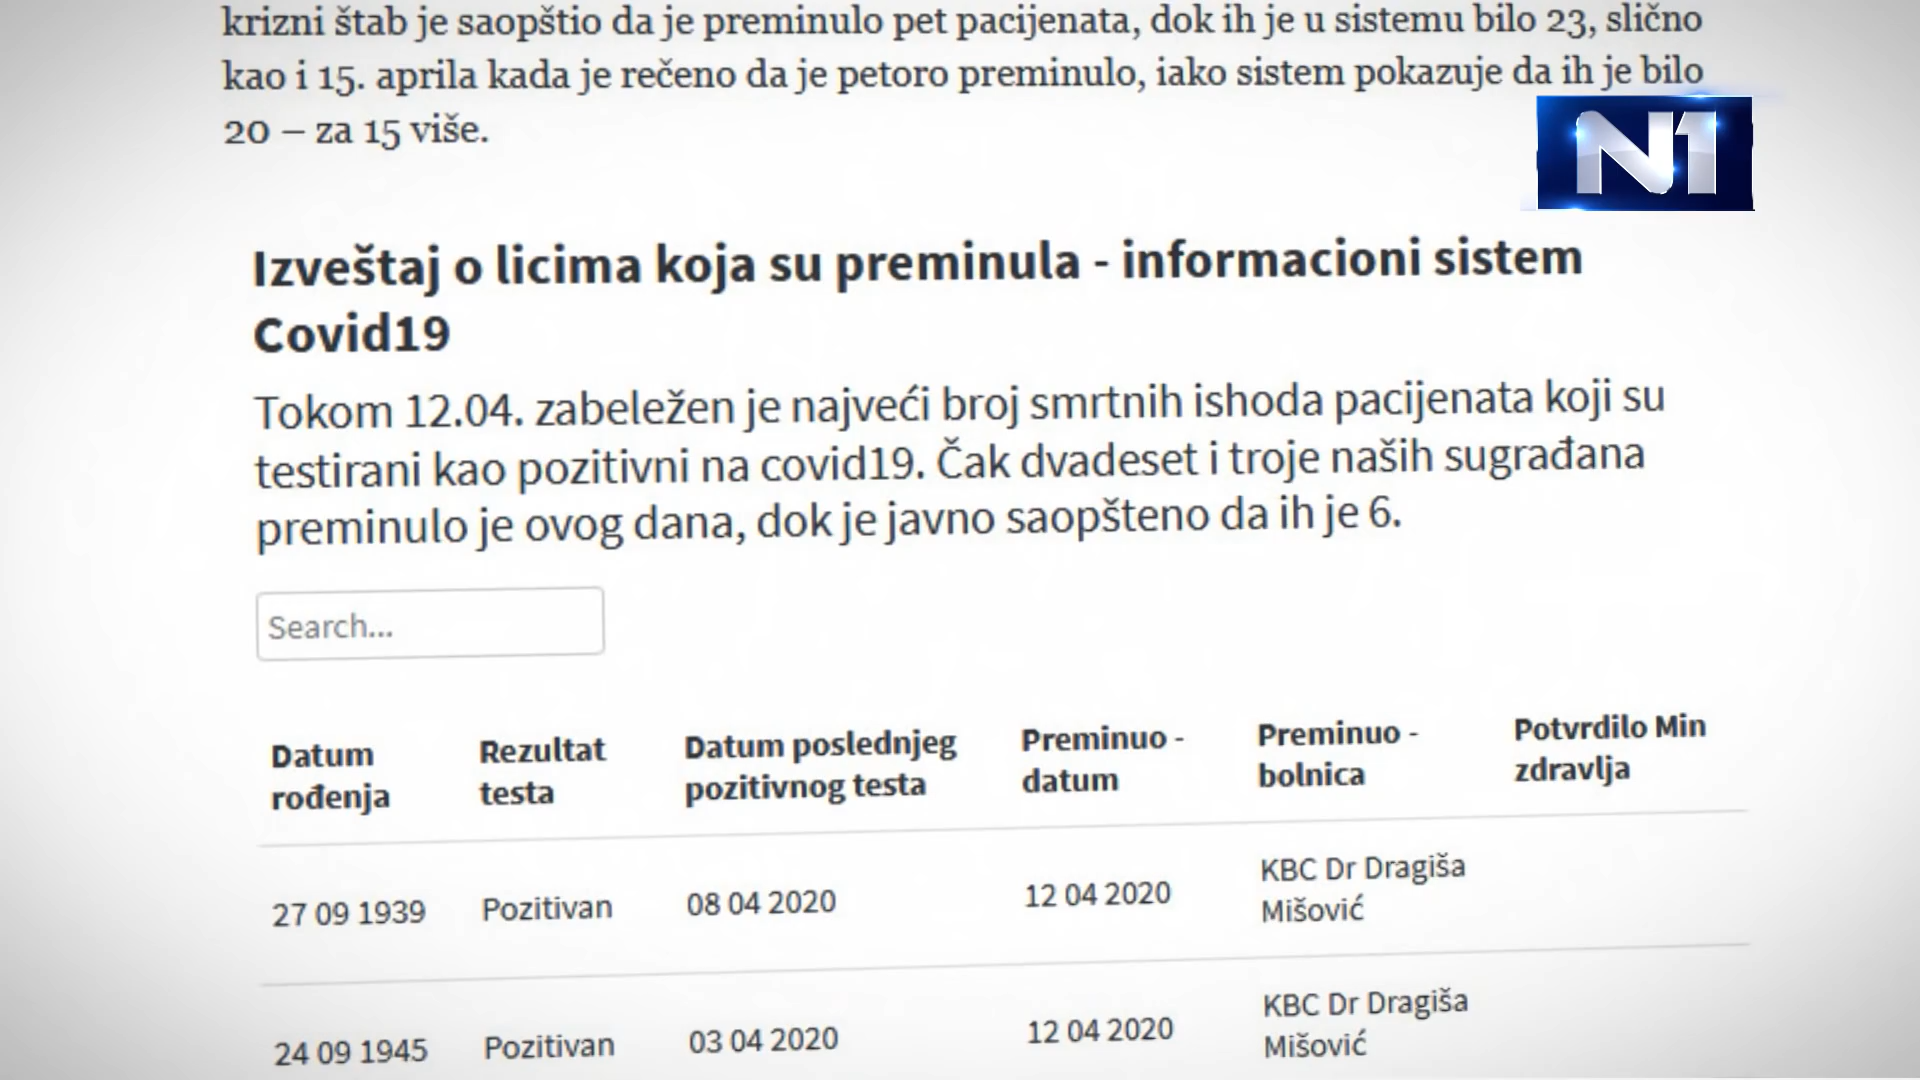 krizni štab je saopštio da je preminulo pet pacijenata, dok ih je u sistemu bilo 23, slično
kao i 15. aprila kada je rečeno da je petoro preminulo, iako sistem pokazuje da ih je bilo
20 – za 15 više.
N1
Izveštaj o licima koja su preminula - informacioni sistem
Covid19
Tokom 12.04. zabeležen je najveći broj smrtnih ishoda pacijenata koji su
testirani kao pozitivni na covid19. Čak dvadeset i troje naših sugrađana
preminulo je ovog dana, dok je javno saopšteno da ih je 6.
Search...
Datum rođenja
Rezultat testa
Datum poslednjeg pozitivnog testa
Preminuo - datum
Preminuo - bolnica
Potvrdilo Min zdravlja
27 09 1939 Pozitivan 08 04 2020 12 04 2020 KBC Dr Dragiša Mišović
24 09 1945 Pozitivan 03 04 2020 12 04 2020 KBC Dr Dragiša Mišović